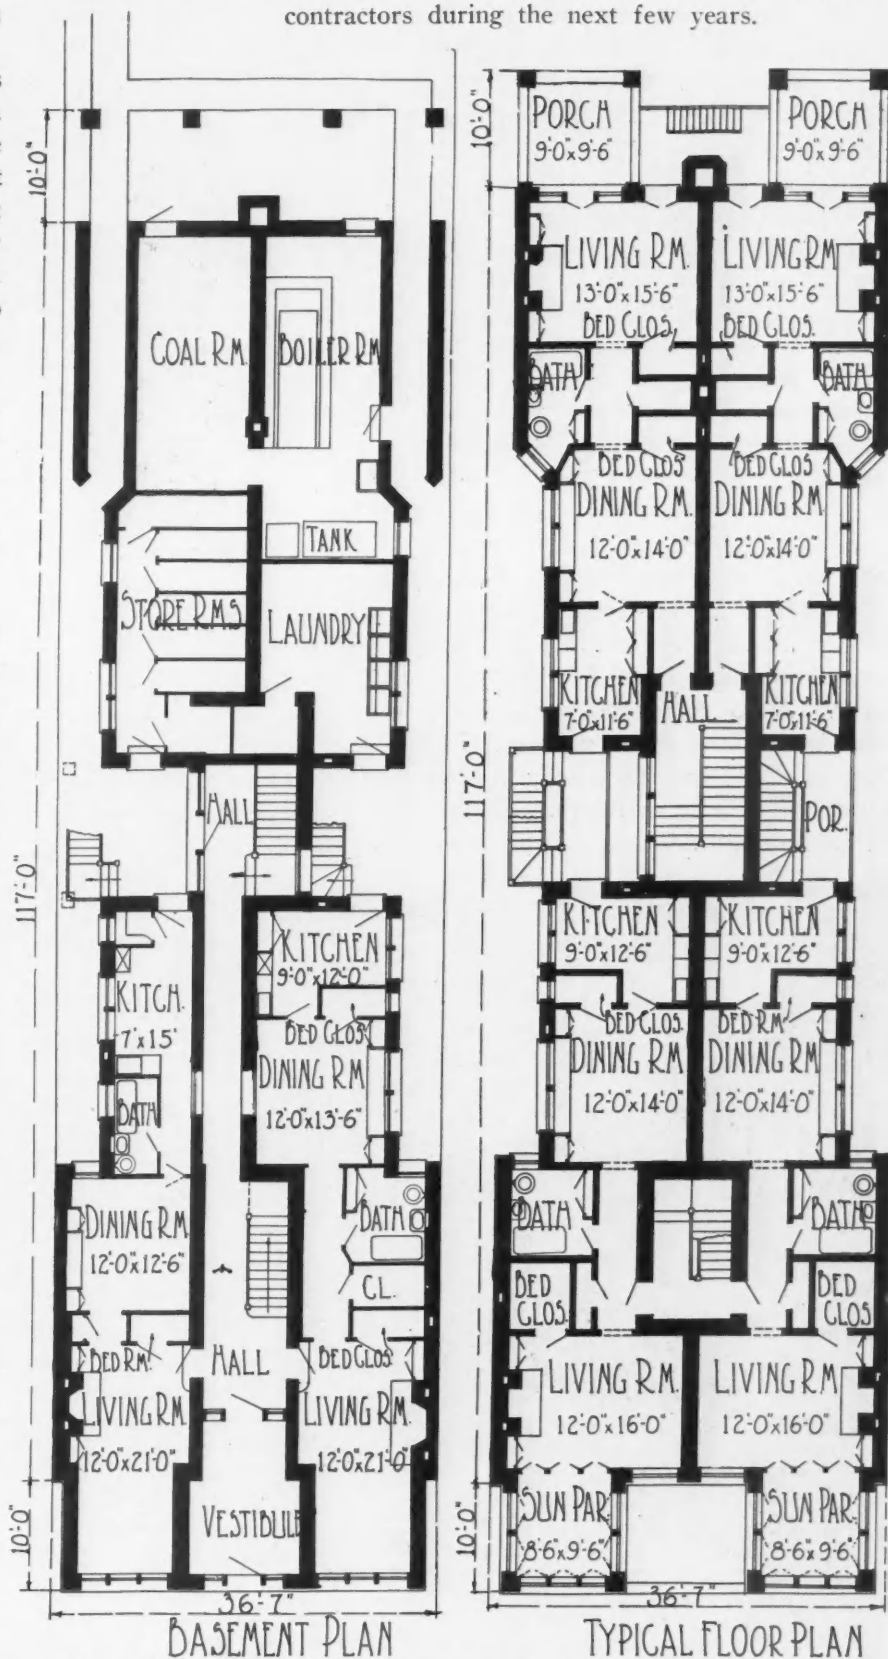 contractors during the next few years.
10'-0"
COAL RM.
BOILER RM
TANK
STORE RMS
LAUNDRY
HALL
117'-0"
KITCHEN
9'-0"x12'-0"
KITCH.
7'x15'
BED CLOS
DINING RM
12'-0"x13'-6"
BATH
DINING RM.
12'-0"x12'-6"
BATH
CL.
BED RM.
HALL
BED CLOS.
LIVING RM
12'-0"x21'-0"
LIVING RM.
12'-0"x21'-0"
VESTIBULE
10'-0"
36'-7"
BASEMENT PLAN
10'-0"
PORCH
9'-0"x9'-6"
PORCH
9'-0"x9'-6"
LIVING RM.
13'-0"x15'-6"
BED CLOS.
LIVING RM
13'-0"x15'-6"
BED CLOS.
BATH
BATH
BED CLOS
DINING RM.
12'-0"x14'-0"
BED CLOS
DINING RM
12'-0"x14'-0"
KITCHEN
7'-0"x11'-6"
HALL
KITCHEN
7'-0"x11'-6"
117'-0"
POR.
KITCHEN
9'-0"x12'-6"
KITCHEN
9'-0"x12'-6"
BED CLOS.
DINING RM
12'-0"x14'-0"
BED RM.
DINING RM
12'-0"x14'-0"
BATH
BATH
BED
CLOS.
BED
CLOS
LIVING RM.
12'-0"x16'-0"
LIVING RM
12'-0"x16'-0"
SUN PAR.
8'-6"x9'-6"
SUN PAR.
8'-6"x9'-6"
10'-0"
36'-7"
TYPICAL FLOOR PLAN